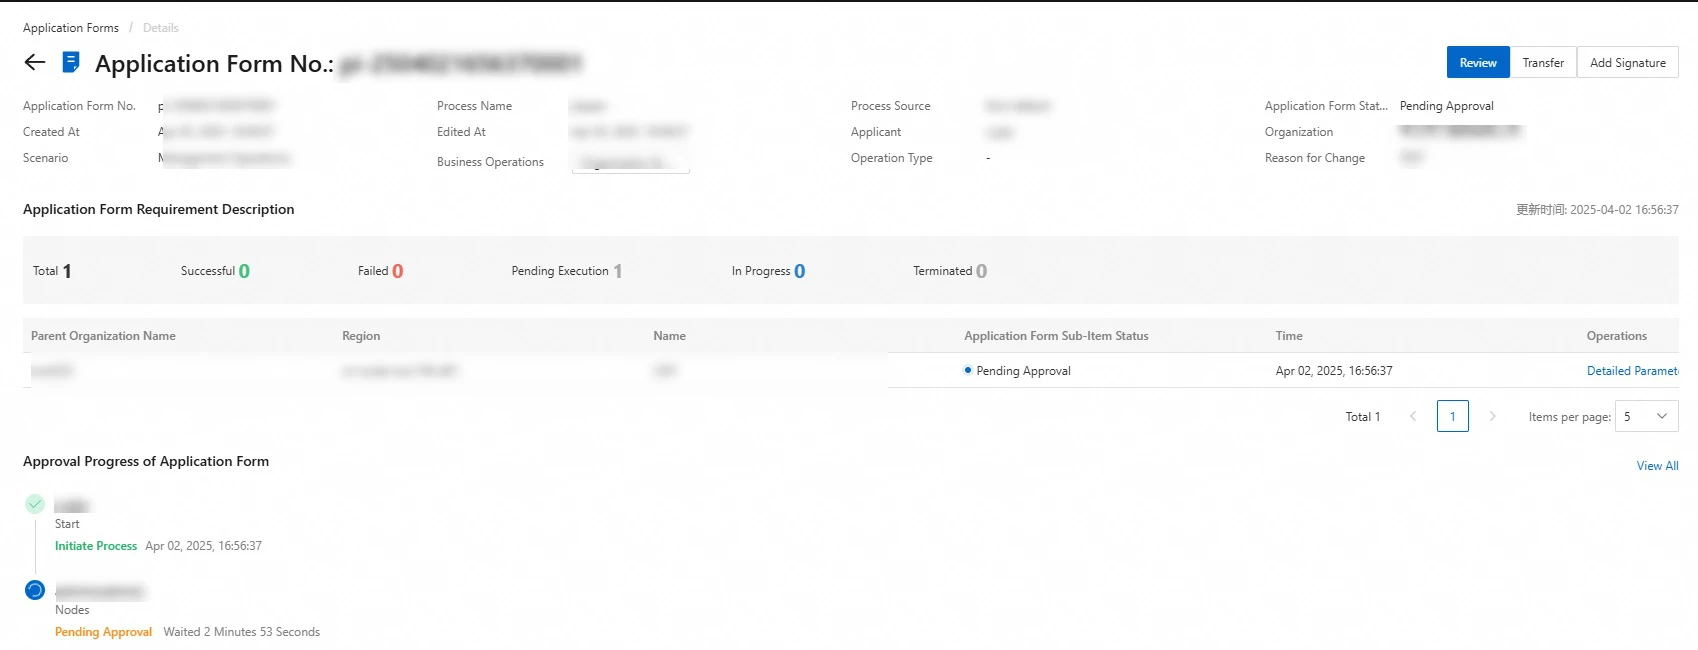 Application Forms / Details
Application Form No.:
Review Transfer Add Signature
Application Form No. Process Name Process Source Application Form Stat... Pending Approval
Created At Edited At Applicant Organization
Scenario Business Operations Operation Type - Reason for Change
Application Form Requirement Description 更新时间: 2025-04-02 16:56:37
Total 1 Successful 0 Failed 0 Pending Execution 1 In Progress 0 Terminated 0
Parent Organization Name Region Name Application Form Sub-Item Status Time Operations
Pending Approval Apr 02, 2025, 16:56:37 Detailed Paramet
Total 1 < 1 > Items per page: 5
Approval Progress of Application Form View All
Start
Initiate Process Apr 02, 2025, 16:56:37
Nodes
Pending Approval Waited 2 Minutes 53 Seconds